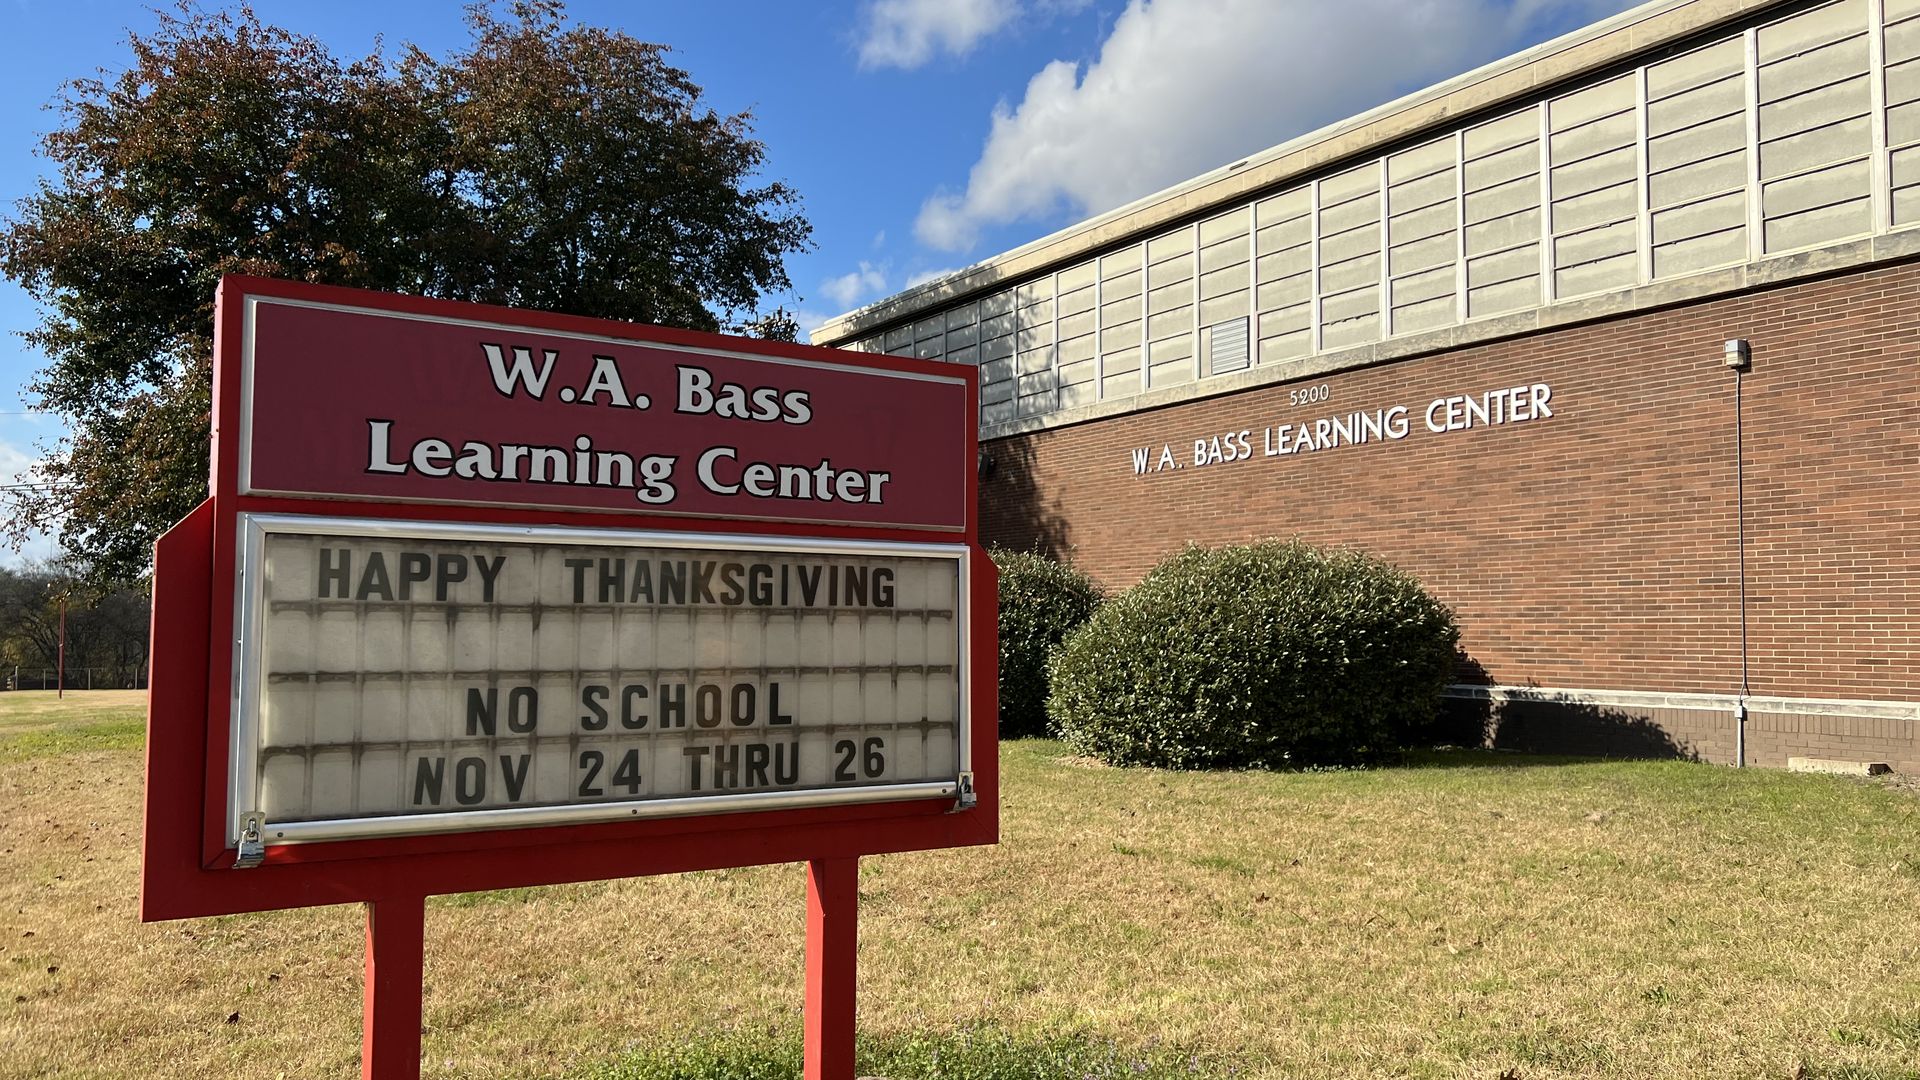 W.A. Bass
Learning Center
HAPPY THANKSGIVING
NO SCHOOL
NOV 24 THRU 26
5200
W. A. BASS LEARNING CENTER